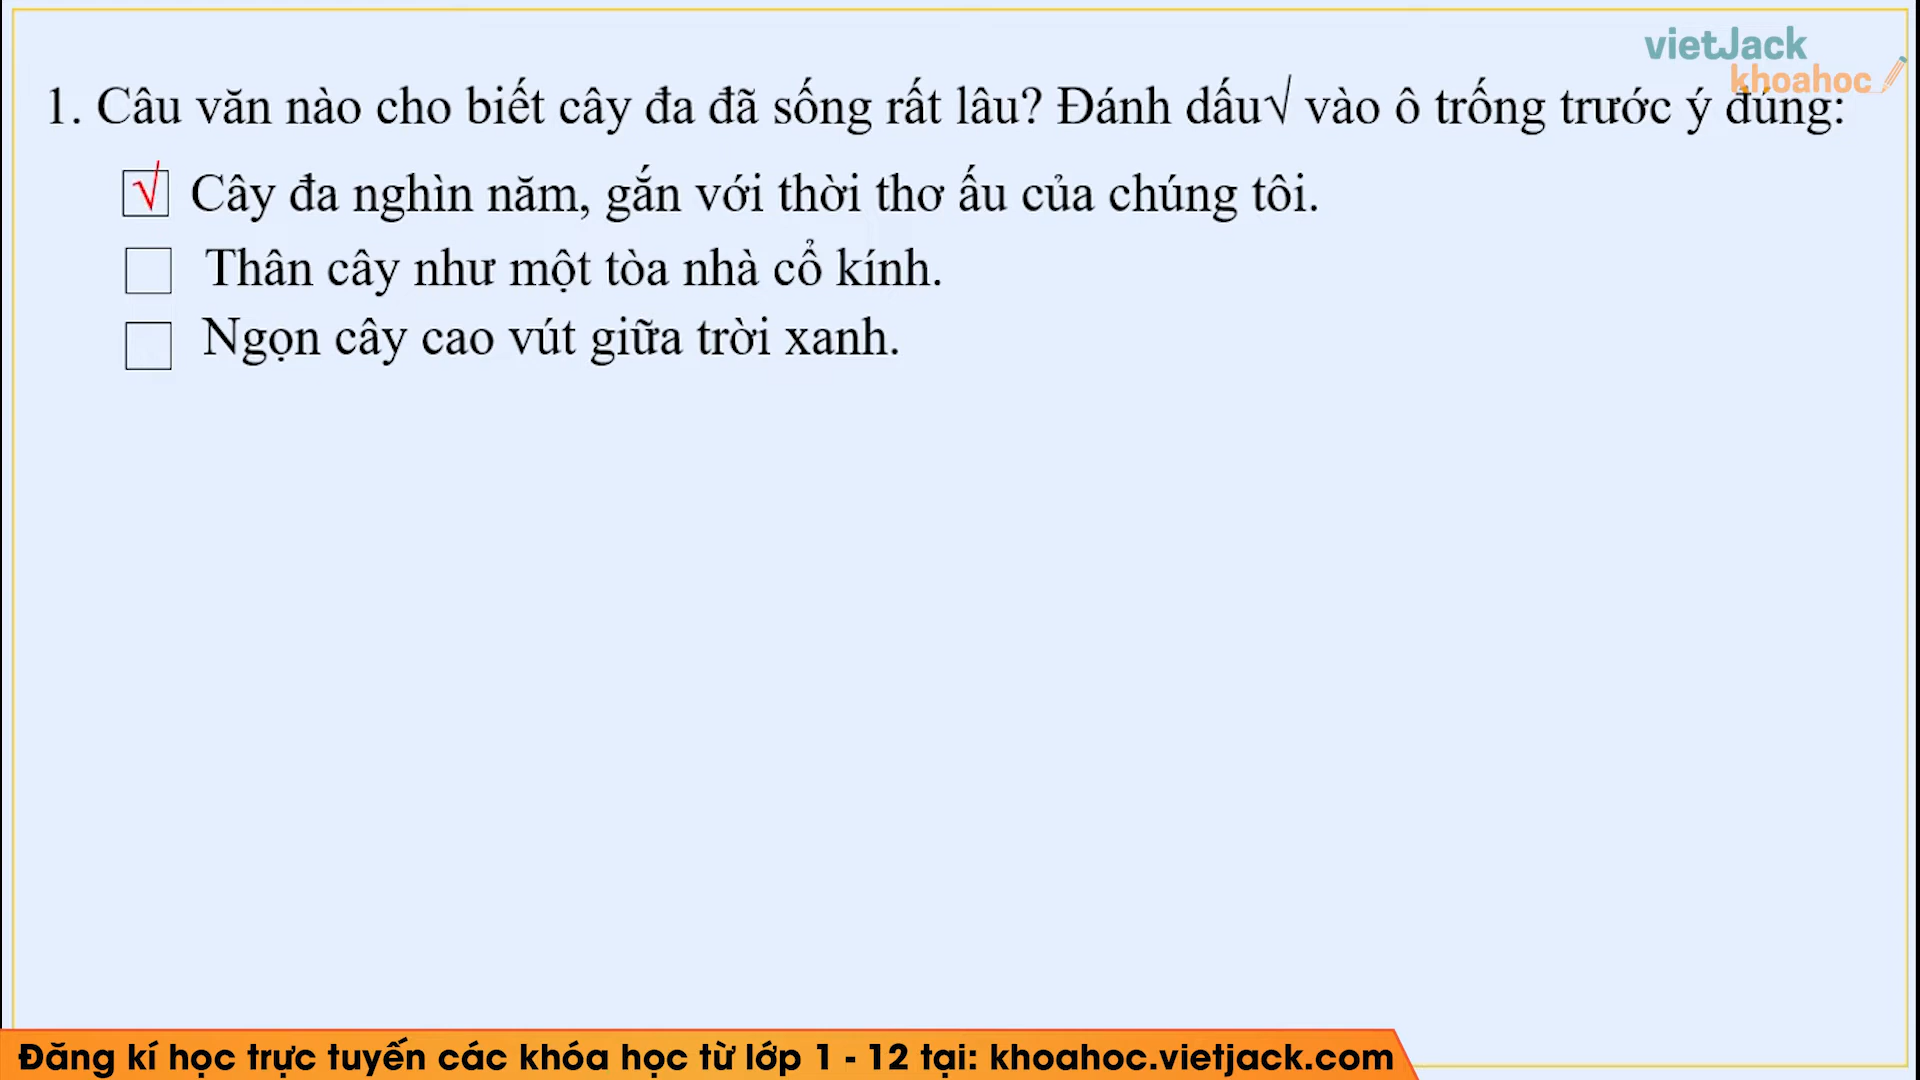 vietJack
khoahoc
1. Câu văn nào cho biết cây đa đã sống rất lâu? Đánh dấu√ vào ô trống trước ý đúng:
√ Cây đa nghìn năm, gắn với thời thơ ấu của chúng tôi.
Thân cây như một tòa nhà cổ kính.
Ngọn cây cao vút giữa trời xanh.
Đăng kí học trực tuyến các khóa học từ lớp 1 - 12 tại: khoahoc.vietjack.com